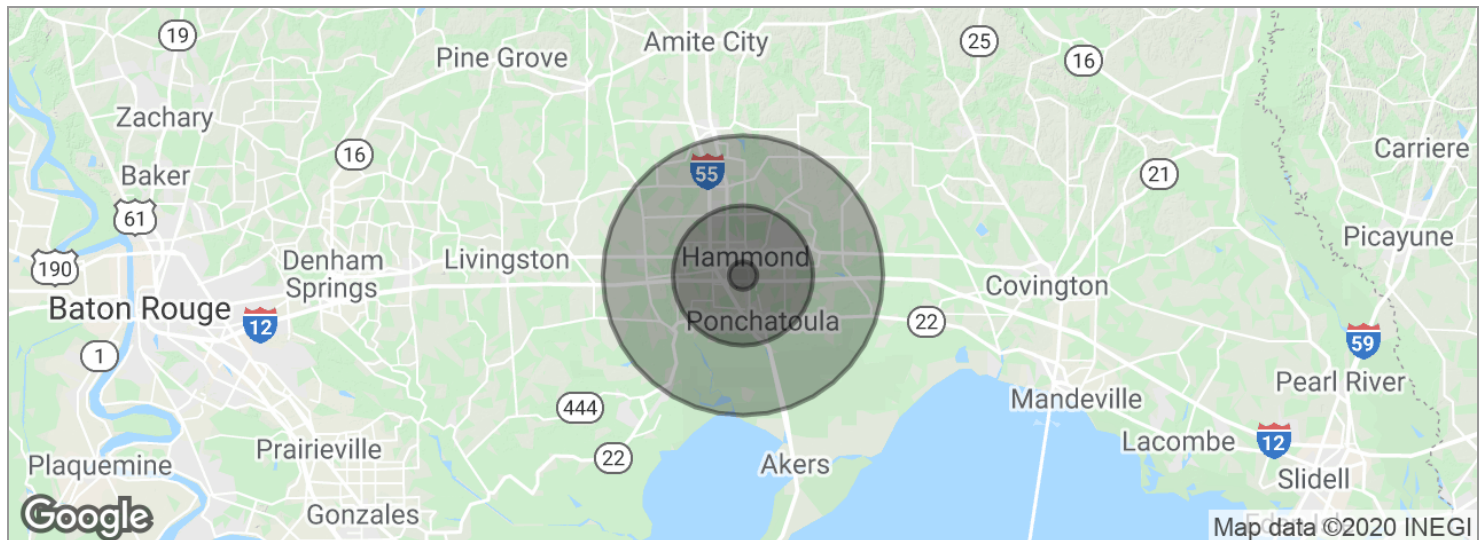 19
Pine Grove
Amite City
25
16
Zachary
16
55
Carriere
Baker
21
61
190
Denham
Springs
Livingston
Hammond
Covington
Picayune
Baton Rouge
12
Ponchatoula
22
1
59
444
Mandeville
Pearl River
Prairieville
22
Akers
Lacombe
12
Plaquemine
Slidell
Gonzales
Google
Map data ©2020 INEGI